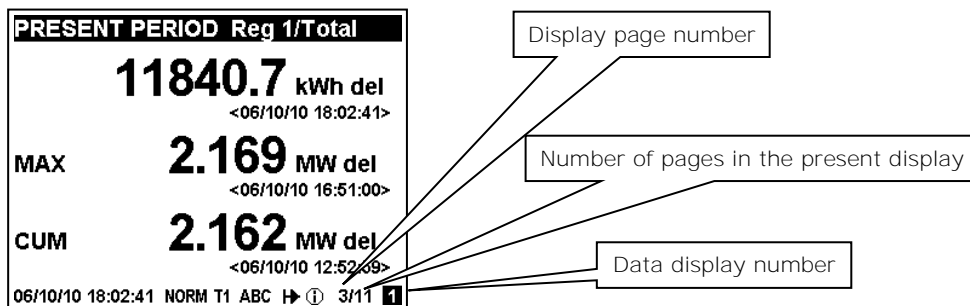 PRESENT PERIOD Reg 1/Total
11840.7 kWh del
<06/10/10 18:02:41>
MAX 2.169 MW del
<06/10/10 16:51:00>
CUM 2.162 MW del
<06/10/10 12:52:59>
06/10/10 18:02:41 NORM T1 ABC 3/11 1
Display page number
Number of pages in the present display
Data display number